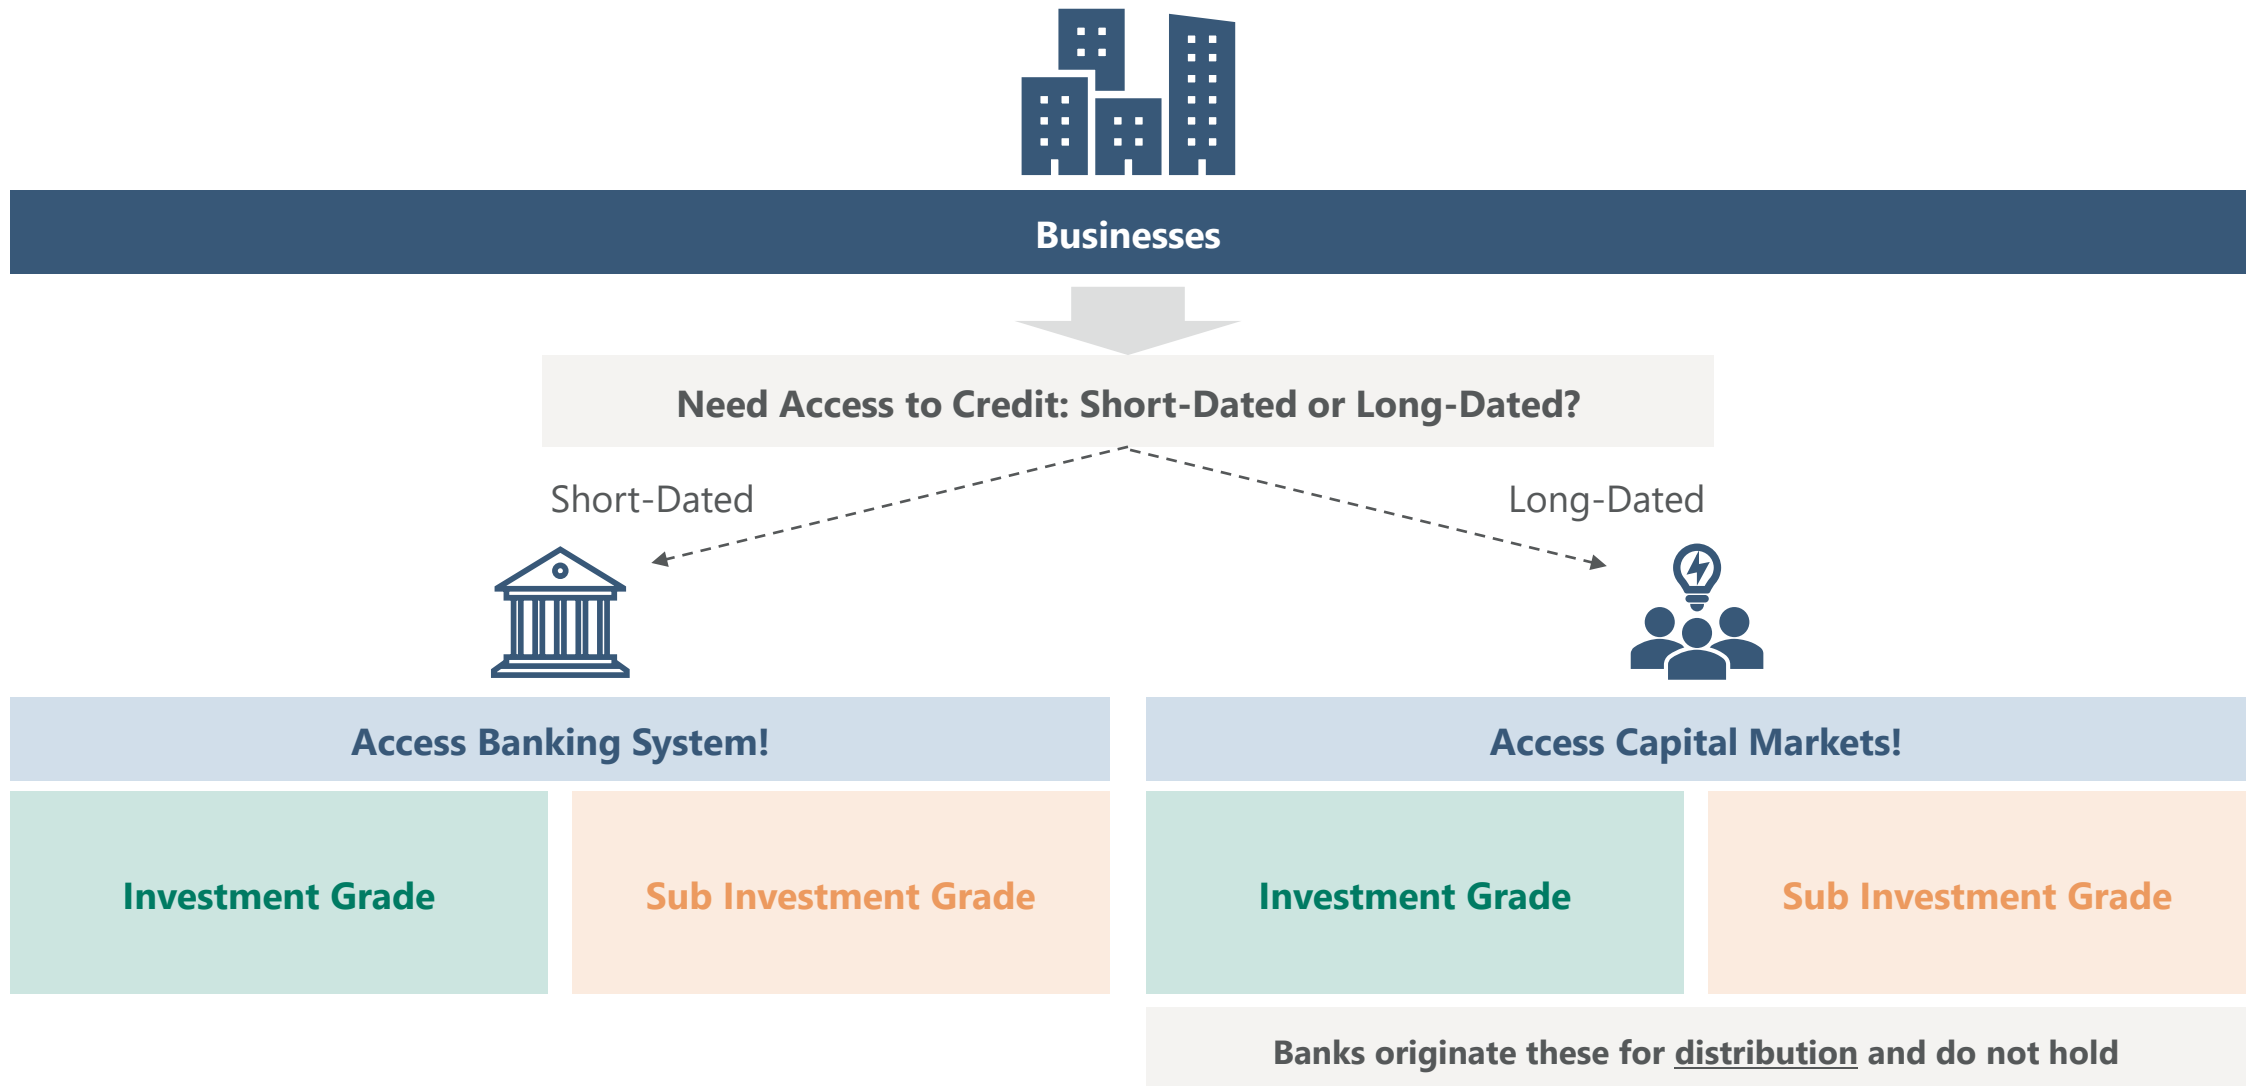 Businesses
Need Access to Credit: Short-Dated or Long-Dated?
Short-Dated
Long-Dated
Access Banking System!
Access Capital Markets!
Investment Grade
Sub Investment Grade
Investment Grade
Sub Investment Grade
Banks originate these for distribution and do not hold